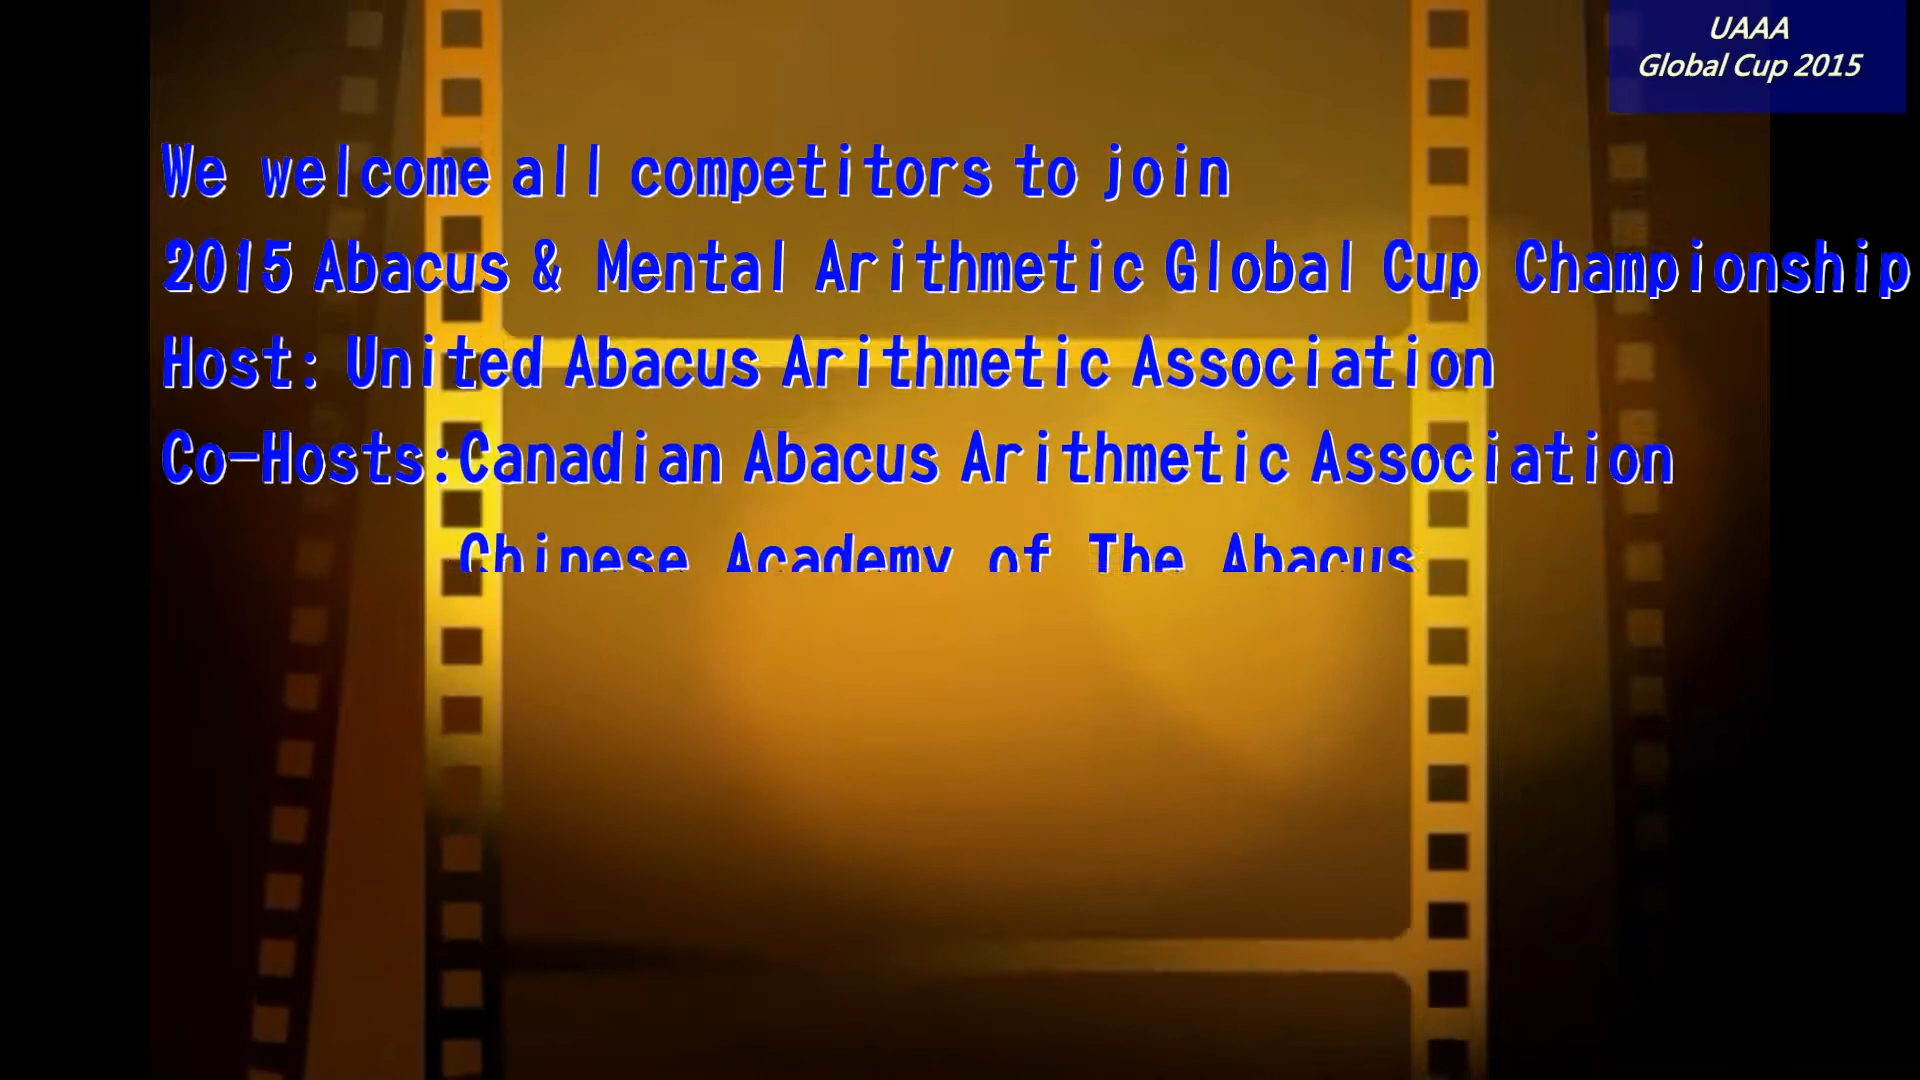 UAAA
Global Cup 2015
We welcome all competitors to join
2015 Abacus & Mental Arithmetic Global Cup Championship
Host: United Abacus Arithmetic Association
Co-Hosts:Canadian Abacus Arithmetic Association
Chinese Academy of The Abacus